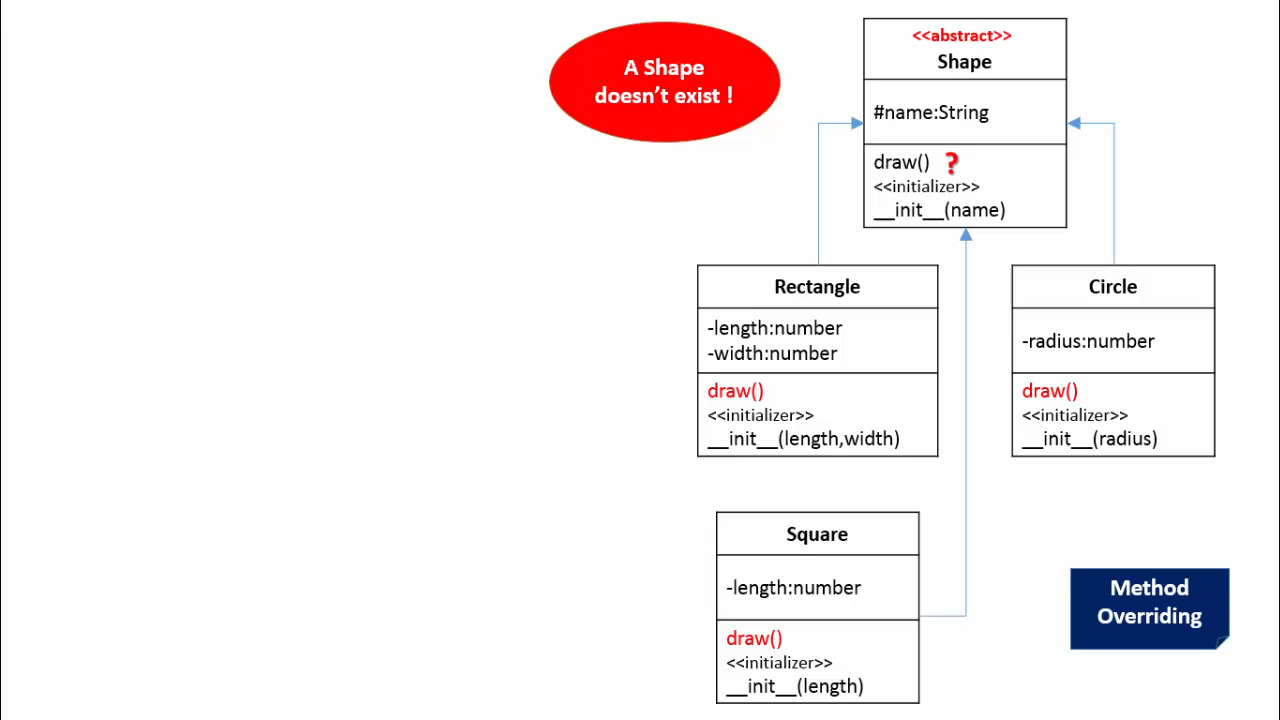 A Shape
doesn't exist !
<<abstract>>
Shape
#name:String
draw() ?
<<initializer>>
__init__(name)
Rectangle
-length:number
-width:number
draw()
<<initializer>>
__init__(length,width)
Circle
-radius:number
draw()
<<initializer>>
__init__(radius)
Square
-length:number
draw()
<<initializer>>
__init__(length)
Method
Overriding